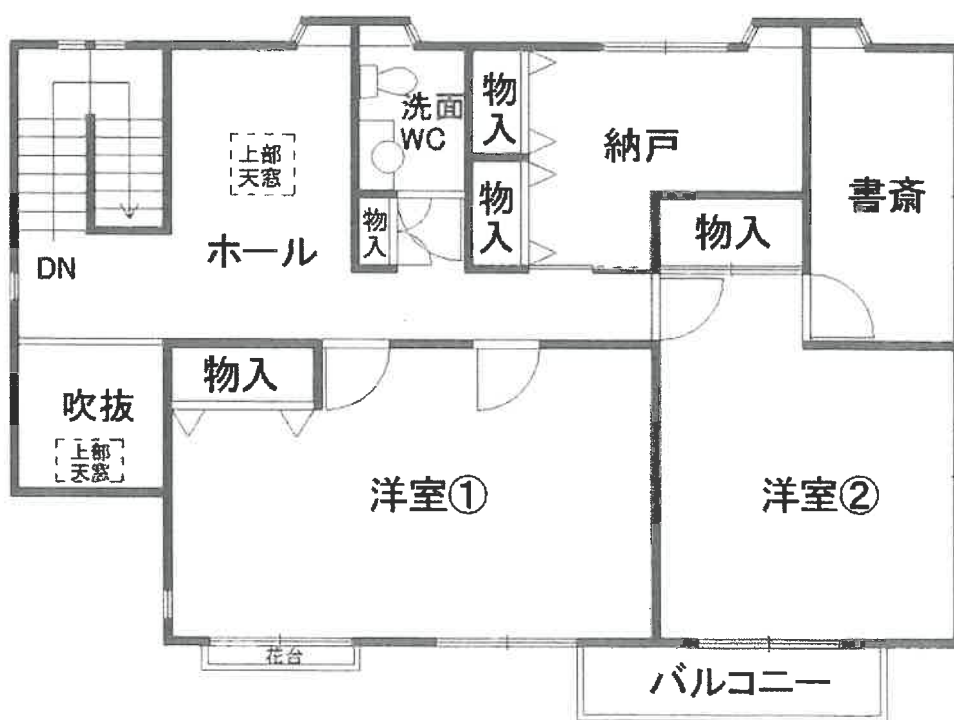 洗面
WC
物入
納戸
書斎
上部
天窓
物入
物入
物入
ホール
DN
物入
吹抜
上部
天窓
洋室①
洋室②
花台
バルコニー